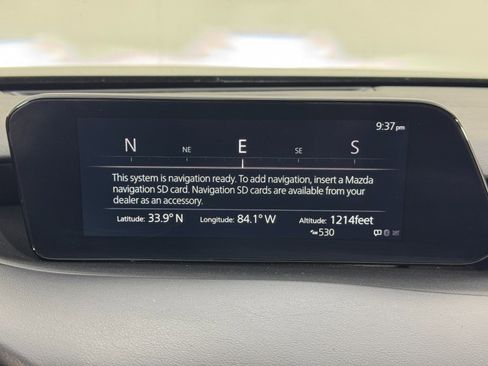 9:37pm
N NE E SE S
This system is navigation ready. To add navigation, insert a Mazda
navigation SD card. Navigation SD cards are available from your
dealer as an accessory.
Latitude: 33.9° N Longitude: 84.1° W Altitude: 1214feet
530